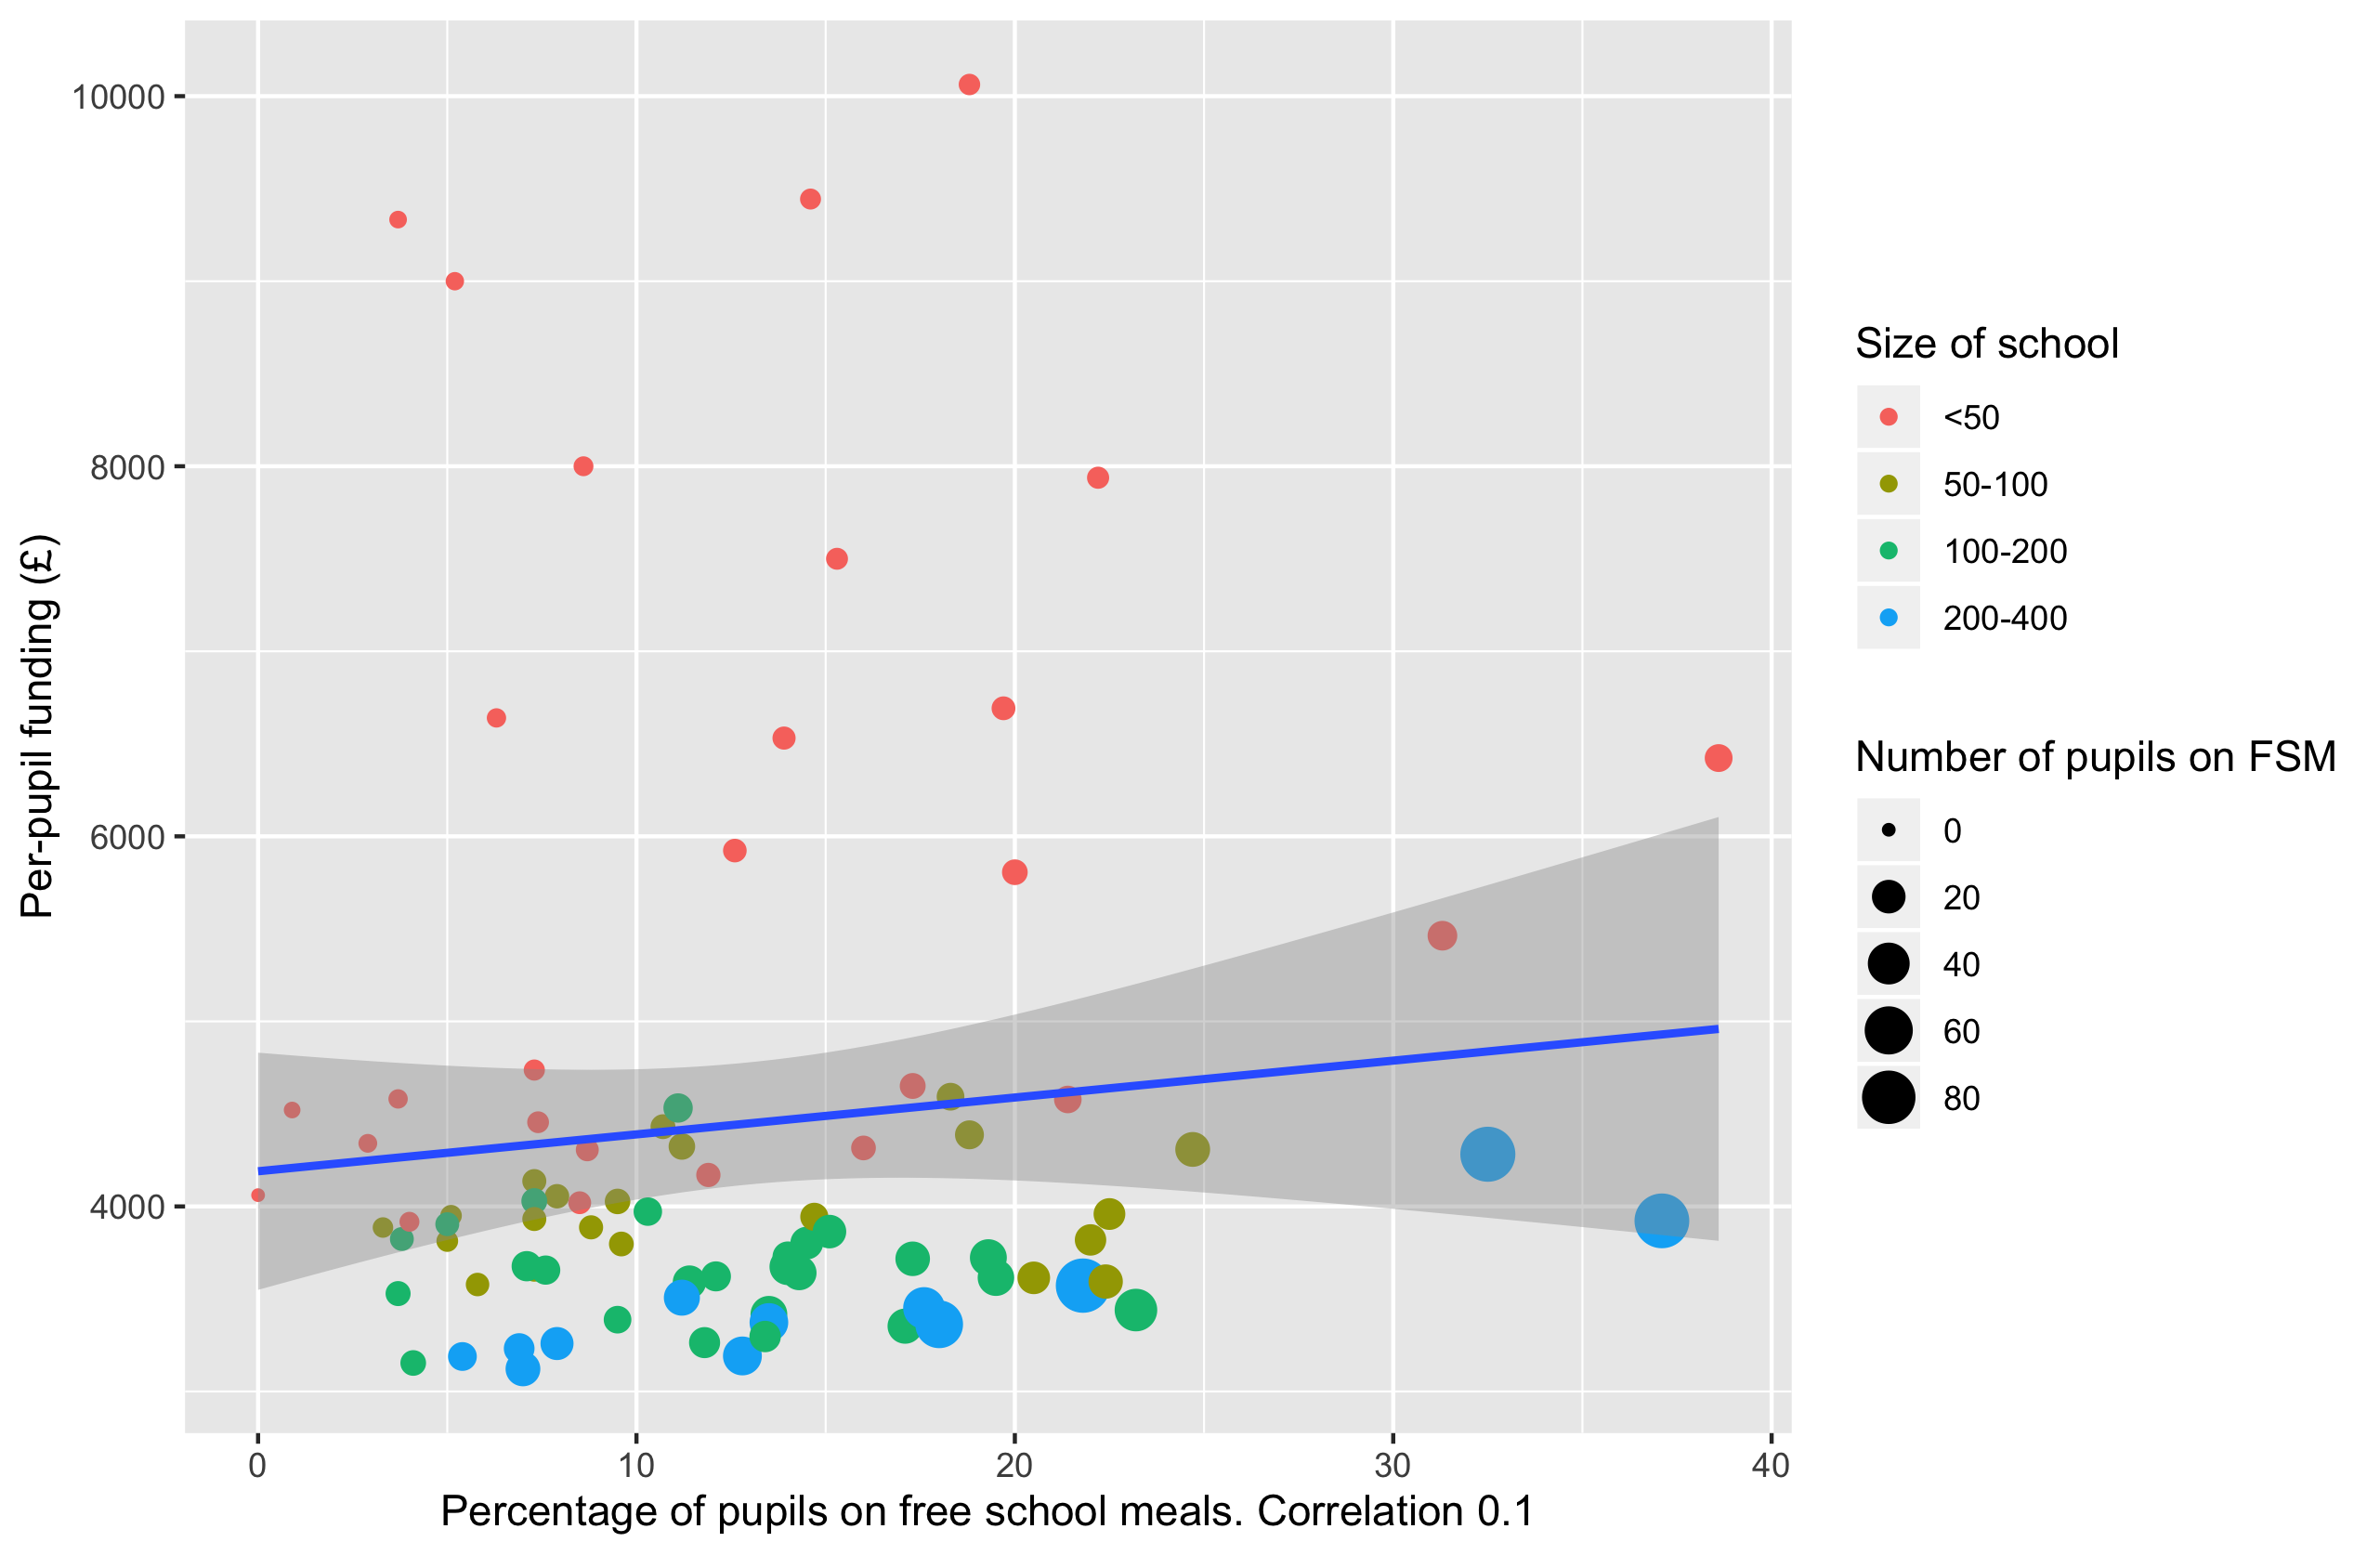 10000
8000
6000
4000
Per-pupil funding (£)
0 10 20 30 40
Percentage of pupils on free school meals. Correlation 0.1
Size of school
<50
50-100
100-200
200-400
Number of pupils on FSM
0
20
40
60
80